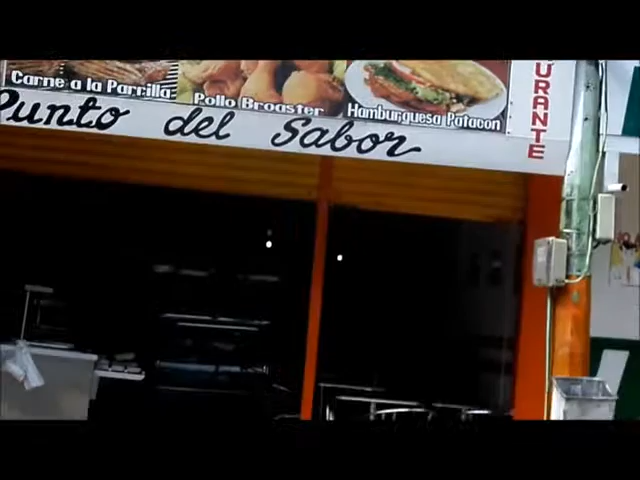 Carne a la Parrilla
Pollo Broaster
Hamburguesa Patacon
Punto del Sabor
URANTE